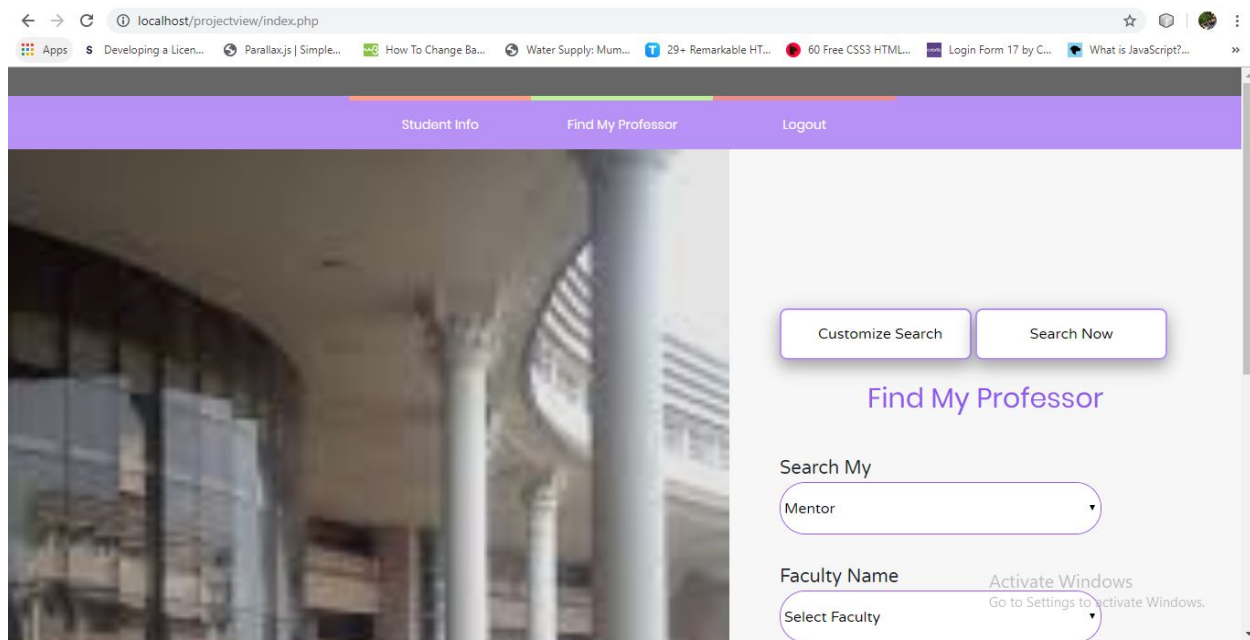 localhost/projectview/index.php
Apps S Developing a Licen... Parallax.js | Simple... How To Change Ba... Water Supply: Mum... T 29+ Remarkable HT... 60 Free CSS3 HTML... Login Form 17 by C... What is JavaScript?... »
Student Info Find My Professor Logout
Customize Search Search Now
Find My Professor
Search My
Mentor
Faculty Name
Select Faculty
Activate Windows
Go to Settings to activate Windows.